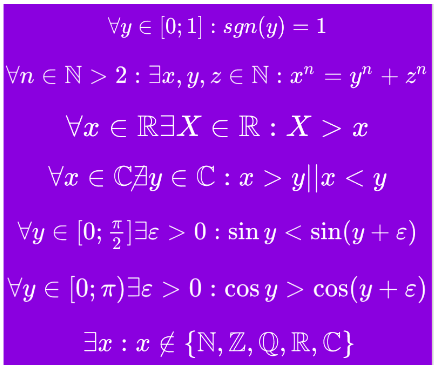 ∀y ∈ [0; 1] : sgn(y) = 1
∀n ∈ ℕ > 2 : ∃x, y, z ∈ ℕ : xⁿ = yⁿ + zⁿ
∀x ∈ ℝ∃X ∈ ℝ : X > x
∀x ∈ ℂ∄y ∈ ℂ : x > y||x < y
∀y ∈ [0; π/2]∃ε > 0 : sin y < sin(y + ε)
∀y ∈ [0; π)∃ε > 0 : cos y > cos(y + ε)
∃x : x ∉ {ℕ, ℤ, ℚ, ℝ, ℂ}